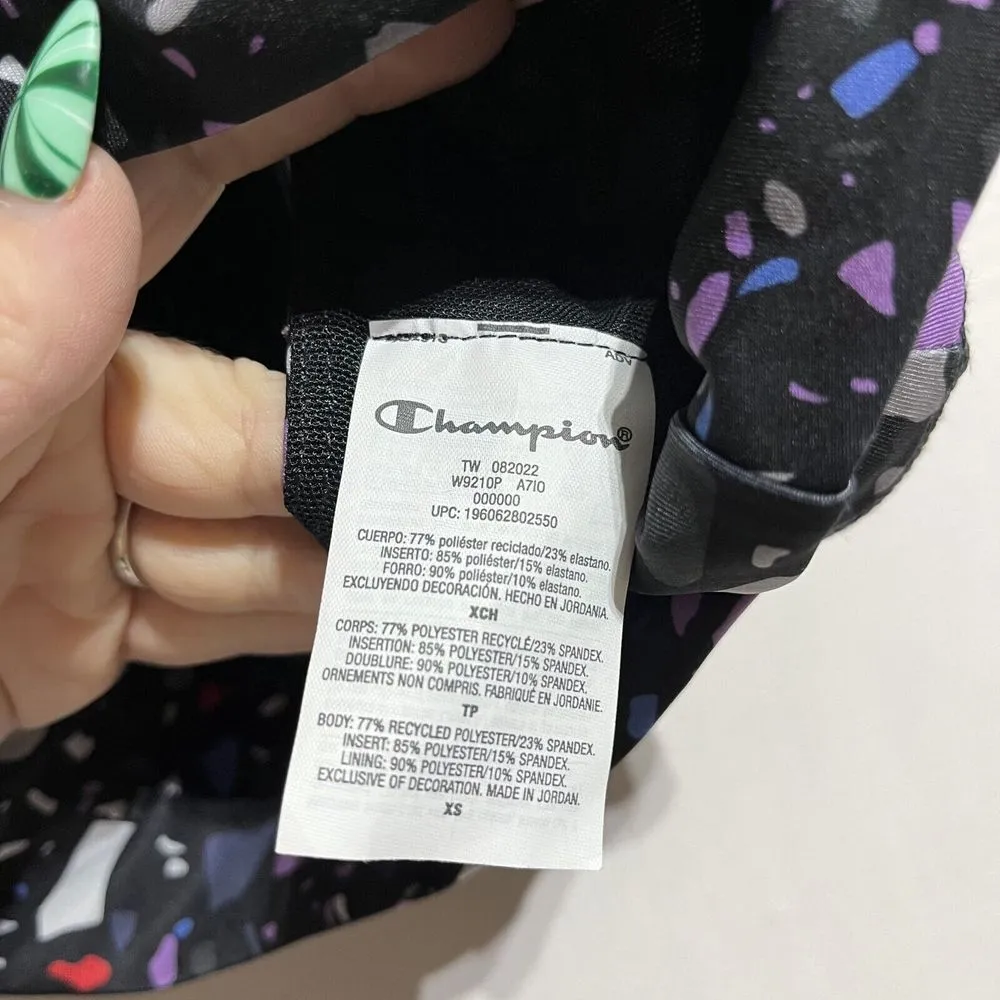 ADV
Champion®
TW 082022
W9210P A7IO
000000
UPC: 196062802550
CUERPO: 77% poliéster reciclado/23% elastano.
INSERTO: 85% poliéster/15% elastano.
FORRO: 90% poliéster/10% elastano.
EXCLUYENDO DECORACIÓN. HECHO EN JORDANIA.
XCH
CORPS: 77% POLYESTER RECYCLÉ/23% SPANDEX.
INSERTION: 85% POLYESTER/15% SPANDEX.
DOUBLURE: 90% POLYESTER/10% SPANDEX.
ORNEMENTS NON COMPRIS. FABRIQUÉ EN JORDANIE.
TP
BODY: 77% RECYCLED POLYESTER/23% SPANDEX.
INSERT: 85% POLYESTER/15% SPANDEX.
LINING: 90% POLYESTER/10% SPANDEX.
EXCLUSIVE OF DECORATION. MADE IN JORDAN.
XS